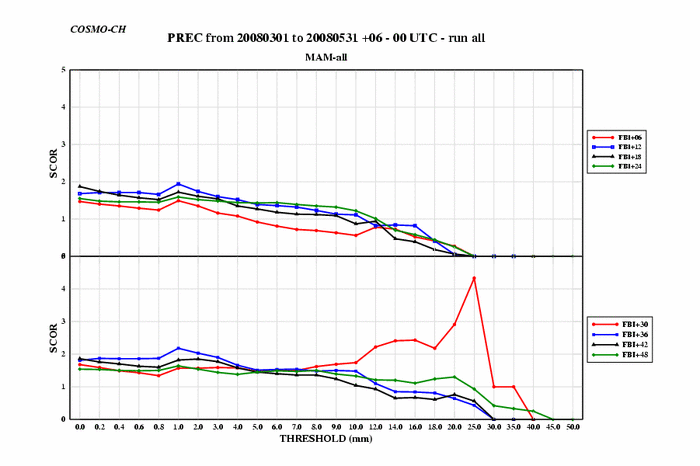 COSMO-CH
PREC from 20080301 to 20080531 +06 - 00 UTC - run all
MAM-all
5
4
3
2
1
SCOR
FBI+06
FBI+12
FBI+18
FBI+24
4
3
2
1
0
SCOR
FBI+30
FBI+36
FBI+42
FBI+48
0.0 0.2 0.4 0.6 0.8 1.0 2.0 3.0 4.0 5.0 6.0 7.0 8.0 9.0 10.0 12.0 14.0 16.0 18.0 20.0 25.0 30.0 35.0 40.0 45.0 50.0
THRESHOLD (mm)